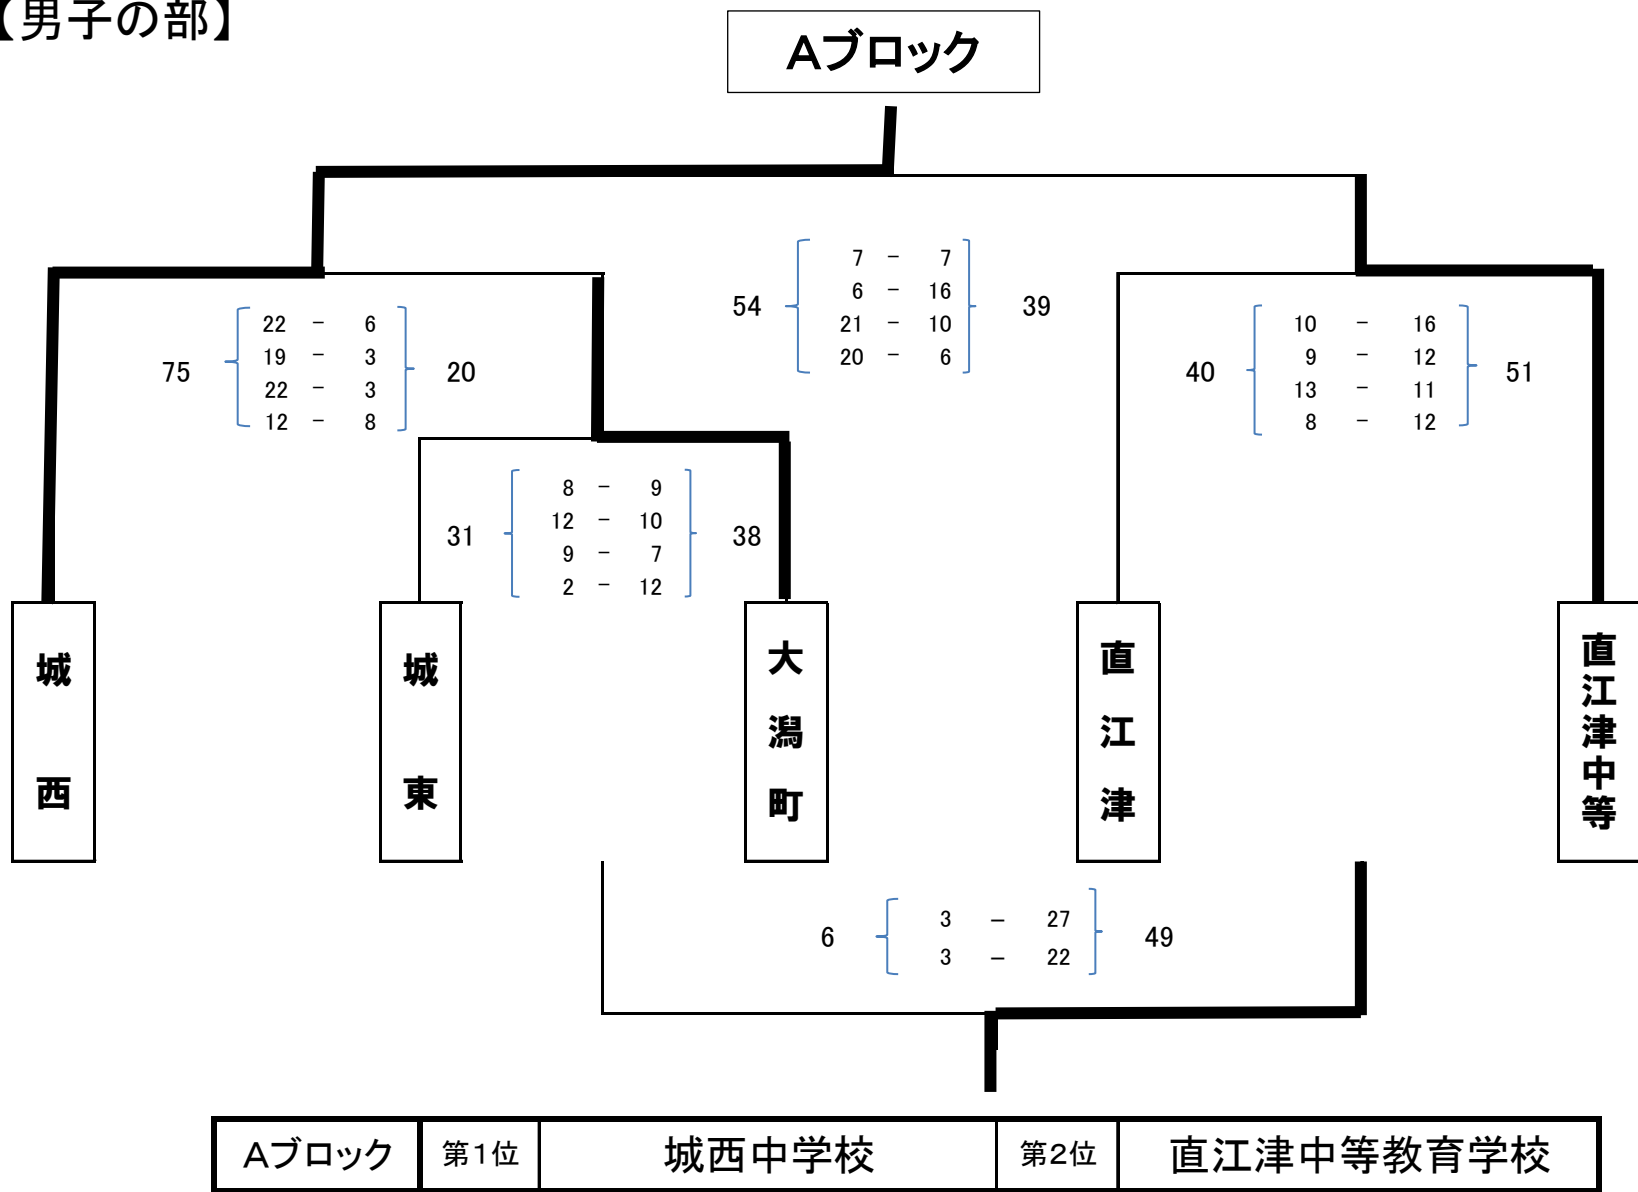 【男子の部】
Aブロック
54
7 － 7
6 － 16
21 － 10
20 － 6
39
75
22 － 6
19 － 3
22 － 3
12 － 8
20
40
10 － 16
9 － 12
13 － 11
8 － 12
51
31
8 － 9
12 － 10
9 － 7
2 － 12
38
城西
城東
大潟町
直江津
直江津中等
6
3 － 27
3 － 22
49
Aブロック 第1位 城西中学校 第2位 直江津中等教育学校